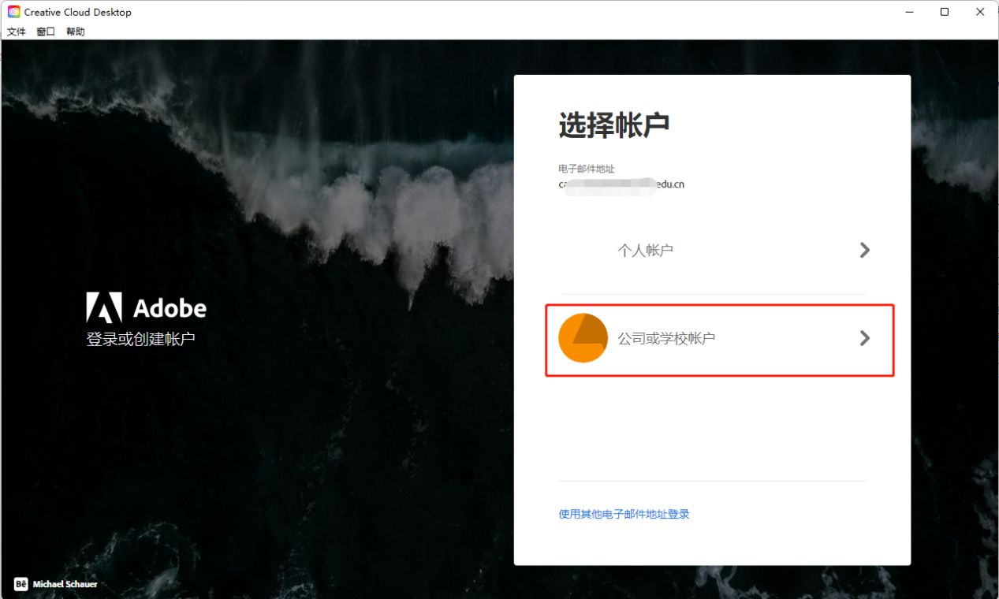 Creative Cloud Desktop
文件 窗口 帮助
选择帐户
电子邮件地址
ca edu.cn
个人帐户
公司或学校帐户
使用其他电子邮件地址登录
Adobe
登录或创建帐户
Bē Michael Schauer